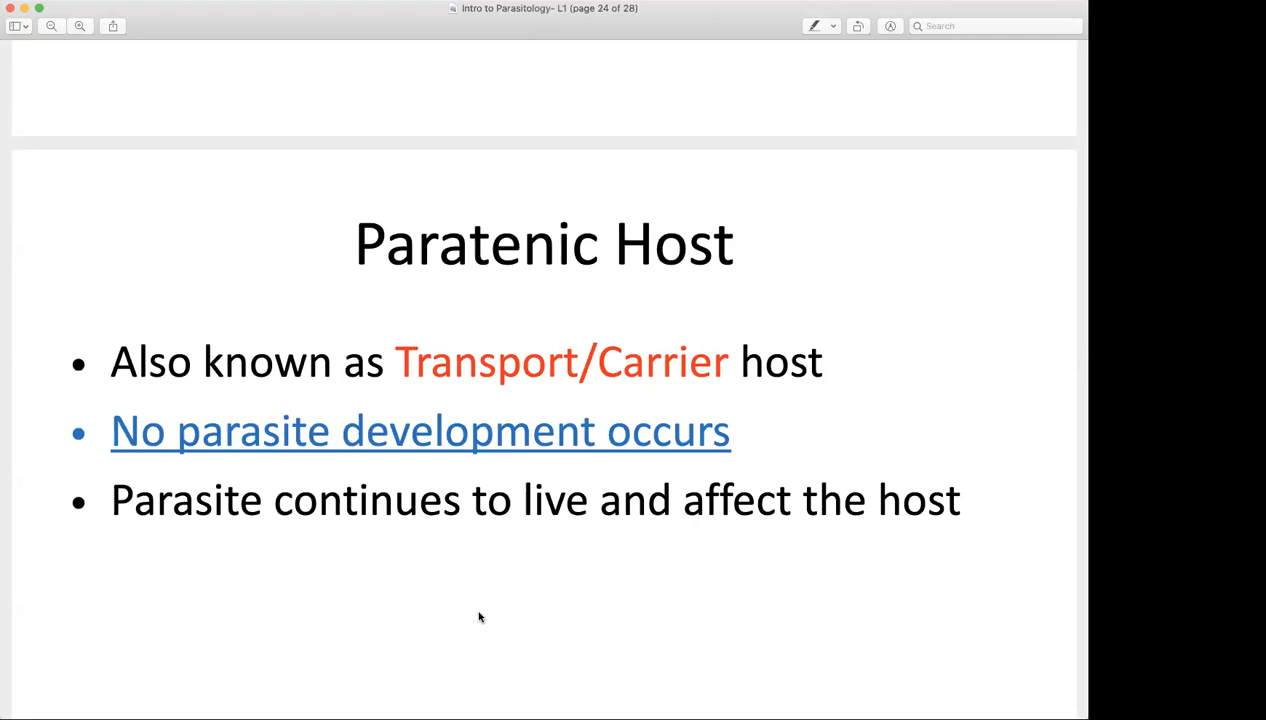 Intro to Parasitology- L1 (page 24 of 28)
Search
Paratenic Host
• Also known as Transport/Carrier host
• No parasite development occurs
• Parasite continues to live and affect the host